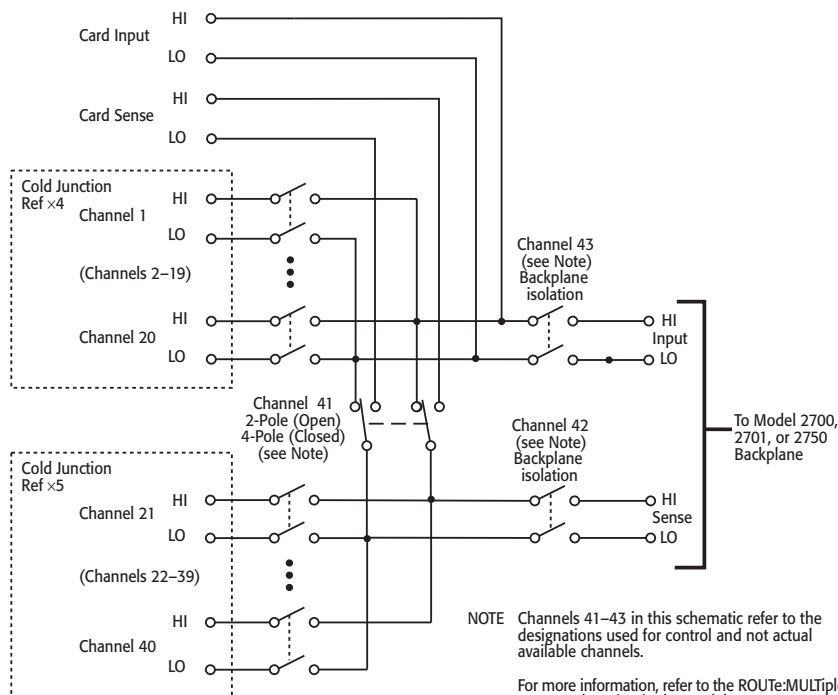 Card Input
HI
LO
Card Sense
HI
LO
Cold Junction
Ref ×4
Channel 1
HI
LO
(Channels 2–19)
Channel 20
HI
LO
Channel 43
(see Note)
Backplane
isolation
HI
Input
LO
Channel 41
2-Pole (Open)
4-Pole (Closed)
(see Note)
Channel 42
(see Note)
Backplane
isolation
To Model 2700,
2701, or 2750
Backplane
Cold Junction
Ref ×5
Channel 21
HI
LO
HI
Sense
LO
(Channels 22–39)
Channel 40
HI
LO
NOTE Channels 41–43 in this schematic refer to the
designations used for control and not actual
available channels.
For more information, refer to the ROUTe:MULTipl